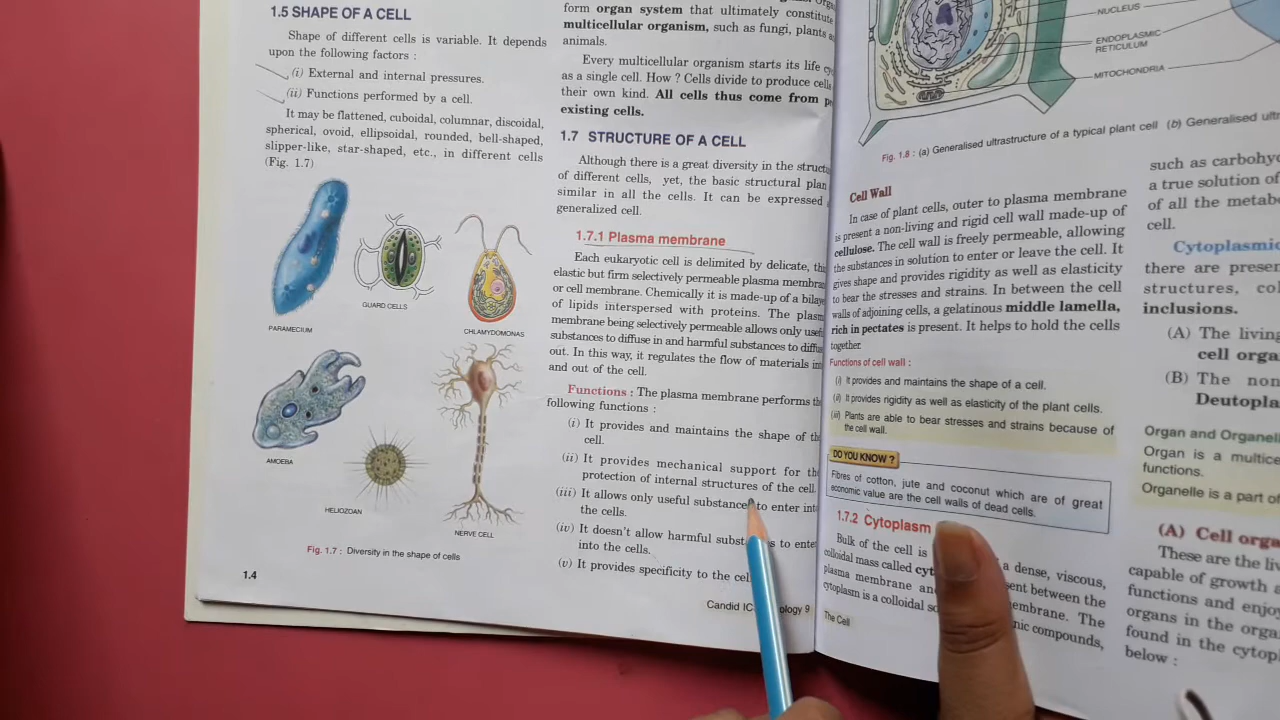 1.5 SHAPE OF A CELL
Shape of different cells is variable. It depends
upon the following factors :
(i) External and internal pressures.
(ii) Functions performed by a cell.
It may be flattened, cuboidal, columnar, discoidal,
spherical, ovoid, ellipsoidal, rounded, bell-shaped,
slipper-like, star-shaped, etc., in different cells
(Fig. 1.7)
PARAMECIUM
GUARD CELLS
CHLAMYDOMONAS
AMOEBA
HELIOZOAN
NERVE CELL
Fig. 1.7 : Diversity in the shape of cells
1.4
form organ system that ultimately constitute
multicellular organism, such as fungi, plants
animals.
Every multicellular organism starts its life
as a single cell. How ? Cells divide to produce cells
their own kind. All cells thus come from
existing cells.
1.7 STRUCTURE OF A CELL
Although there is a great diversity in the
of different cells, yet, the basic structural plan
similar in all the cells. It can be expressed
generalized cell.
1.7.1 Plasma membrane
Each eukaryotic cell is delimited by delicate,
elastic but firm selectively permeable plasma
or cell membrane. Chemically it is made-up of a
of lipids interspersed with proteins. The
membrane being selectively permeable allows only
substances to diffuse in and harmful substances to
out. In this way, it regulates the flow of materials
and out of the cell.
Functions : The plasma membrane performs
following functions :
(i) It provides and maintains the shape of
cell.
(ii) It provides mechanical support for
protection of internal structures of the cell.
(iii) It allows only useful substances to enter
the cells.
(iv) It doesn't allow harmful to
into the cells.
(v) It provides specificity to the
Candid 9
NUCLEUS
ENDOPLASMIC
RETICULUM
MITOCHONDRIA
Fig. 1.8 : (a) Generalised ultrastructure of a typical plant cell (b) Generalised
Cell Wall
In case of plant cells, outer to plasma membrane
is present a non-living and rigid cell wall made-up of
cellulose. The cell wall is freely permeable, allowing
the substances in solution to enter or leave the cell. It
gives shape and provides rigidity as well as elasticity
to bear the stresses and strains. In between the cell
walls of adjoining cells, a gelatinous middle lamella,
rich in pectates is present. It helps to hold the cells
together.
Functions of cell wall :
(i) It provides and maintains the shape of a cell.
(ii) It provides rigidity as well as elasticity of the plant cells.
(iii) Plants are able to bear stresses and strains because of
the cell wall.
DO YOU KNOW ?
Fibres of cotton, jute and coconut which are of great
economic value are the cell walls of dead cells.
1.7.2 Cytoplasm
Bulk of the cell is a dense, viscous,
colloidal mass called between the
plasma membrane membrane. The
cytoplasm is a colloidal compounds,
The Cell
such as
a true solution of
of all the
cell.
there are
structures,
inclusions.
(A) The
cell
(B) The
Organ and
Organ is a
functions.
Organelle is a part of
(A) Cell
These are the
capable of growth
functions and
organs in the
found in the
below :